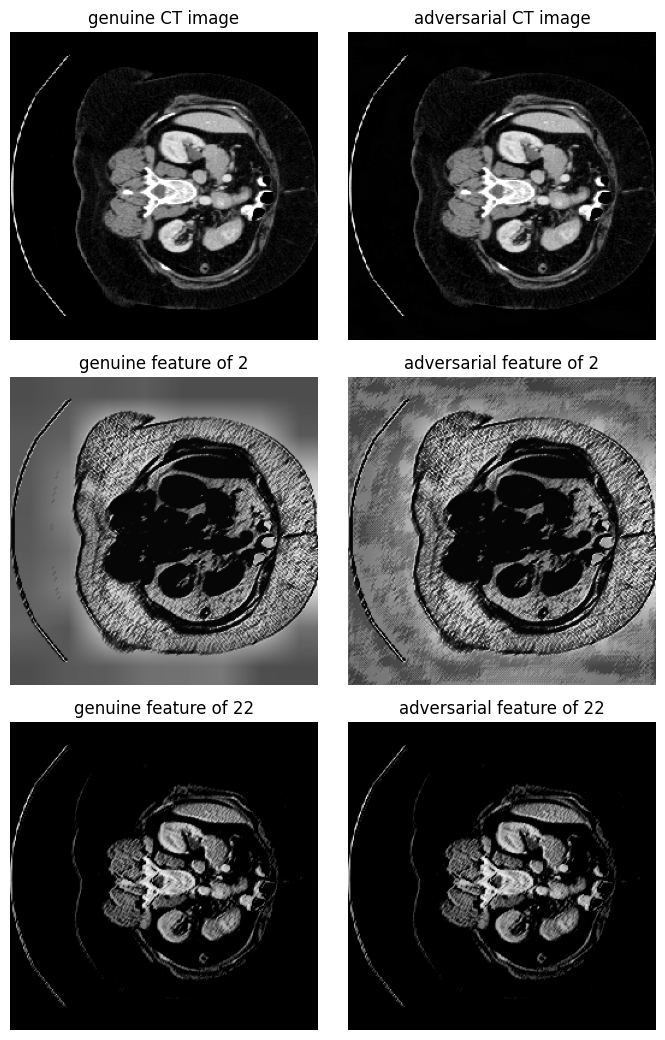 genuine CT image
adversarial CT image
genuine feature of 2
adversarial feature of 2
genuine feature of 22
adversarial feature of 22